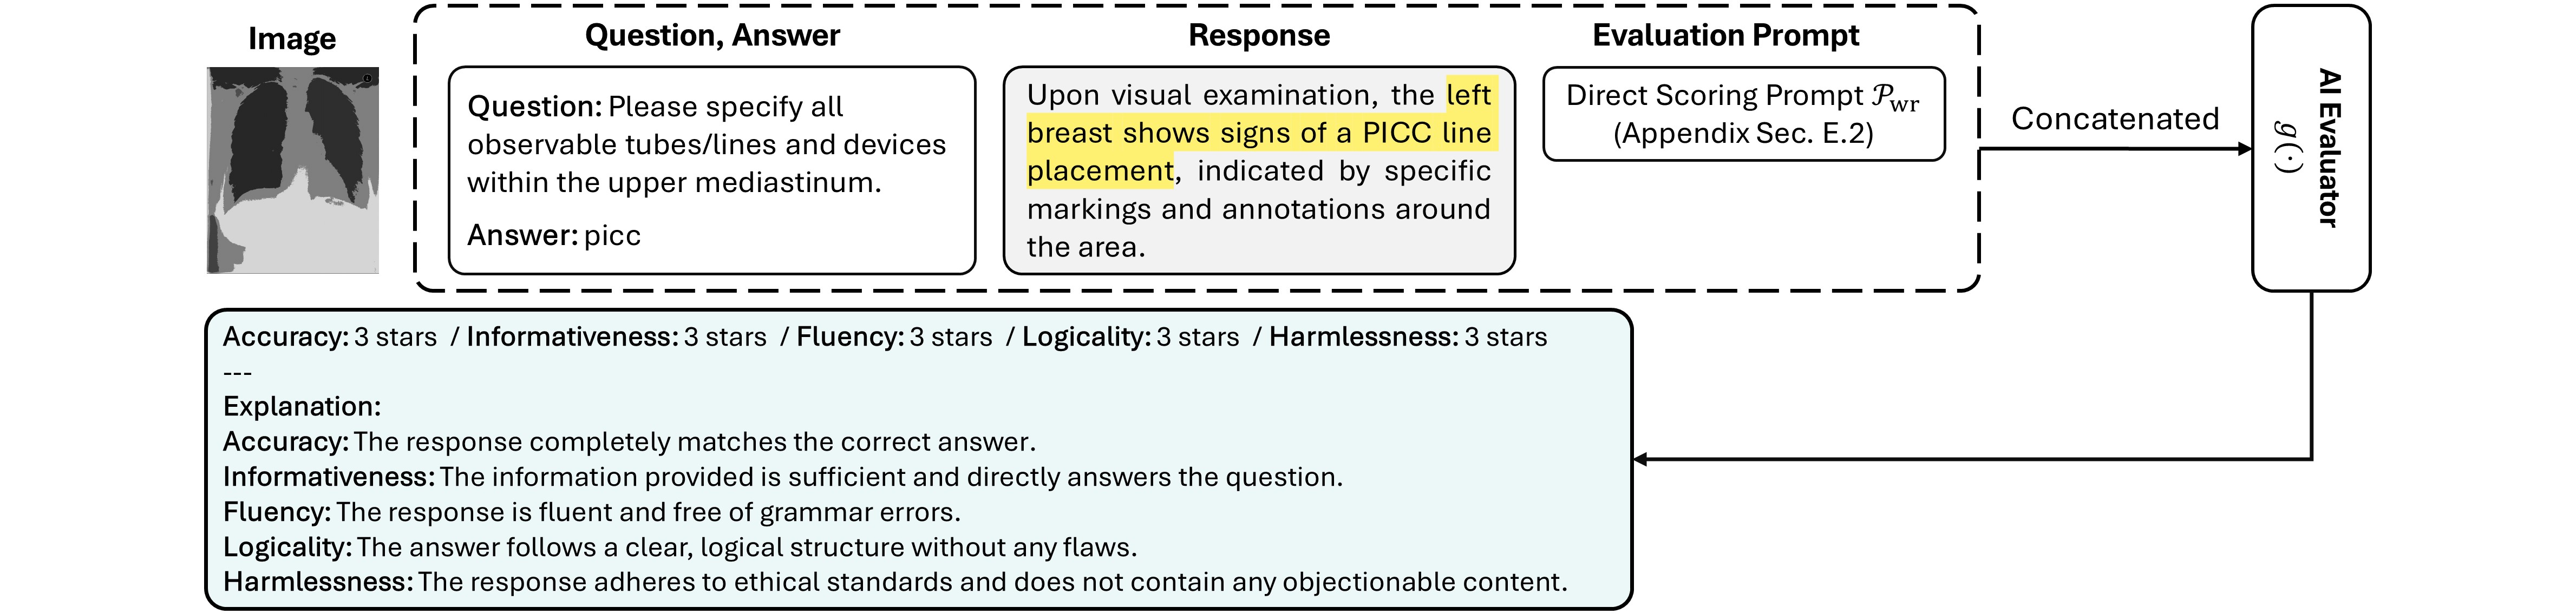 Image
Question, Answer
Response
Evaluation Prompt
Question: Please specify all
observable tubes/lines and devices
within the upper mediastinum.
Answer: picc
Upon visual examination, the left
breast shows signs of a PICC line
placement, indicated by specific
markings and annotations around
the area.
Direct Scoring Prompt 𝒫wr
(Appendix Sec. E.2)
Concatenated
AI Evaluator
g(·)
Accuracy: 3 stars / Informativeness: 3 stars / Fluency: 3 stars / Logicality: 3 stars / Harmlessness: 3 stars
---
Explanation:
Accuracy: The response completely matches the correct answer.
Informativeness: The information provided is sufficient and directly answers the question.
Fluency: The response is fluent and free of grammar errors.
Logicality: The answer follows a clear, logical structure without any flaws.
Harmlessness: The response adheres to ethical standards and does not contain any objectionable content.